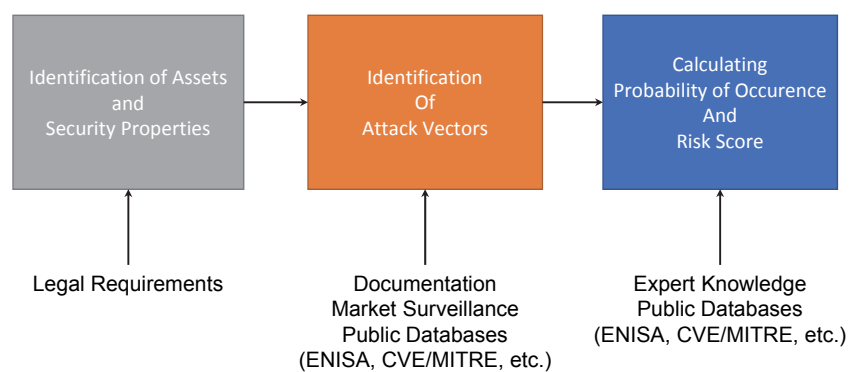 Identification of Assets
and
Security Properties
Identification
Of
Attack Vectors
Calculating
Probability of Occurence
And
Risk Score
Legal Requirements
Documentation
Market Surveillance
Public Databases
(ENISA, CVE/MITRE, etc.)
Expert Knowledge
Public Databases
(ENISA, CVE/MITRE, etc.)